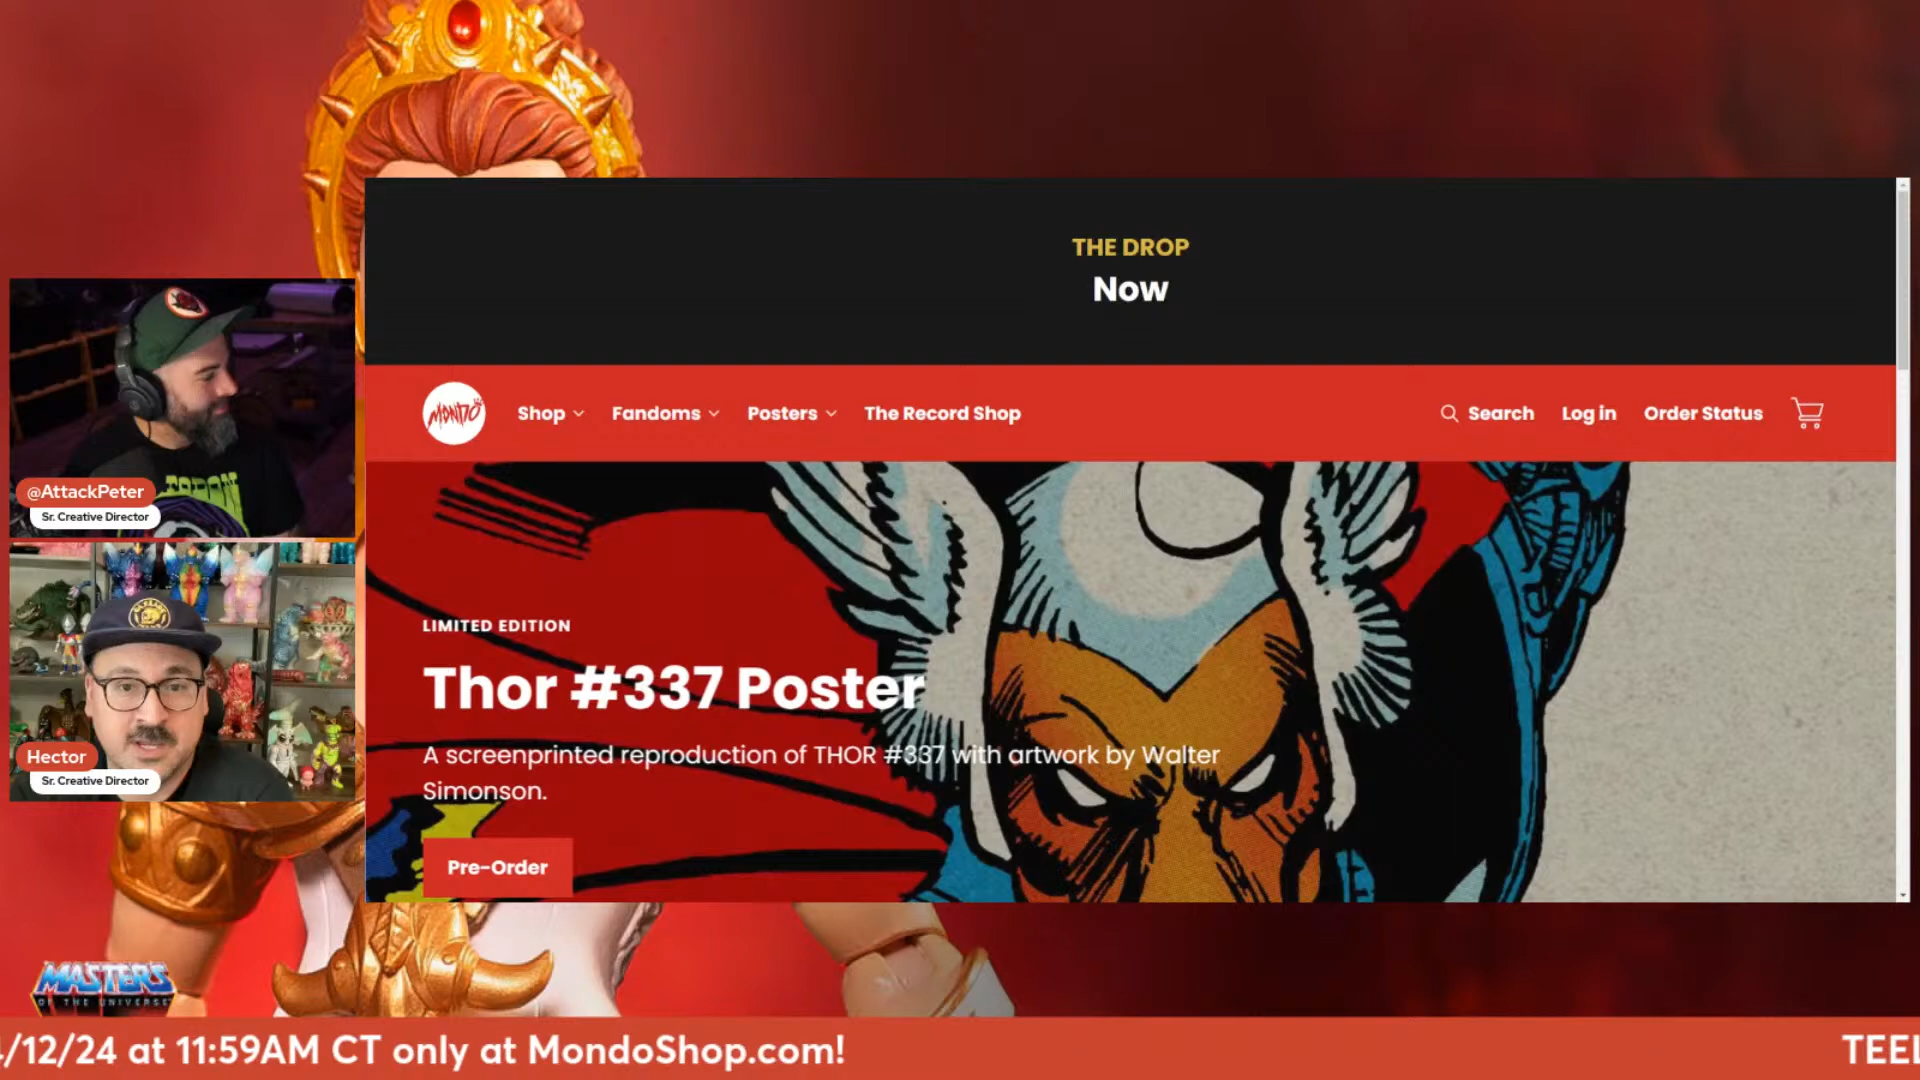 THE DROP
Now
MONDO
Shop
Fandoms
Posters
The Record Shop
Search
Log in
Order Status
@AttackPeter
Sr. Creative Director
Hector
Sr. Creative Director
LIMITED EDITION
Thor #337 Poster
A screenprinted reproduction of THOR #337 with artwork by Walter
Simonson.
Pre-Order
MASTERS
OF THE UNIVERSE
/12/24 at 11:59AM CT only at MondoShop.com!
TEEL